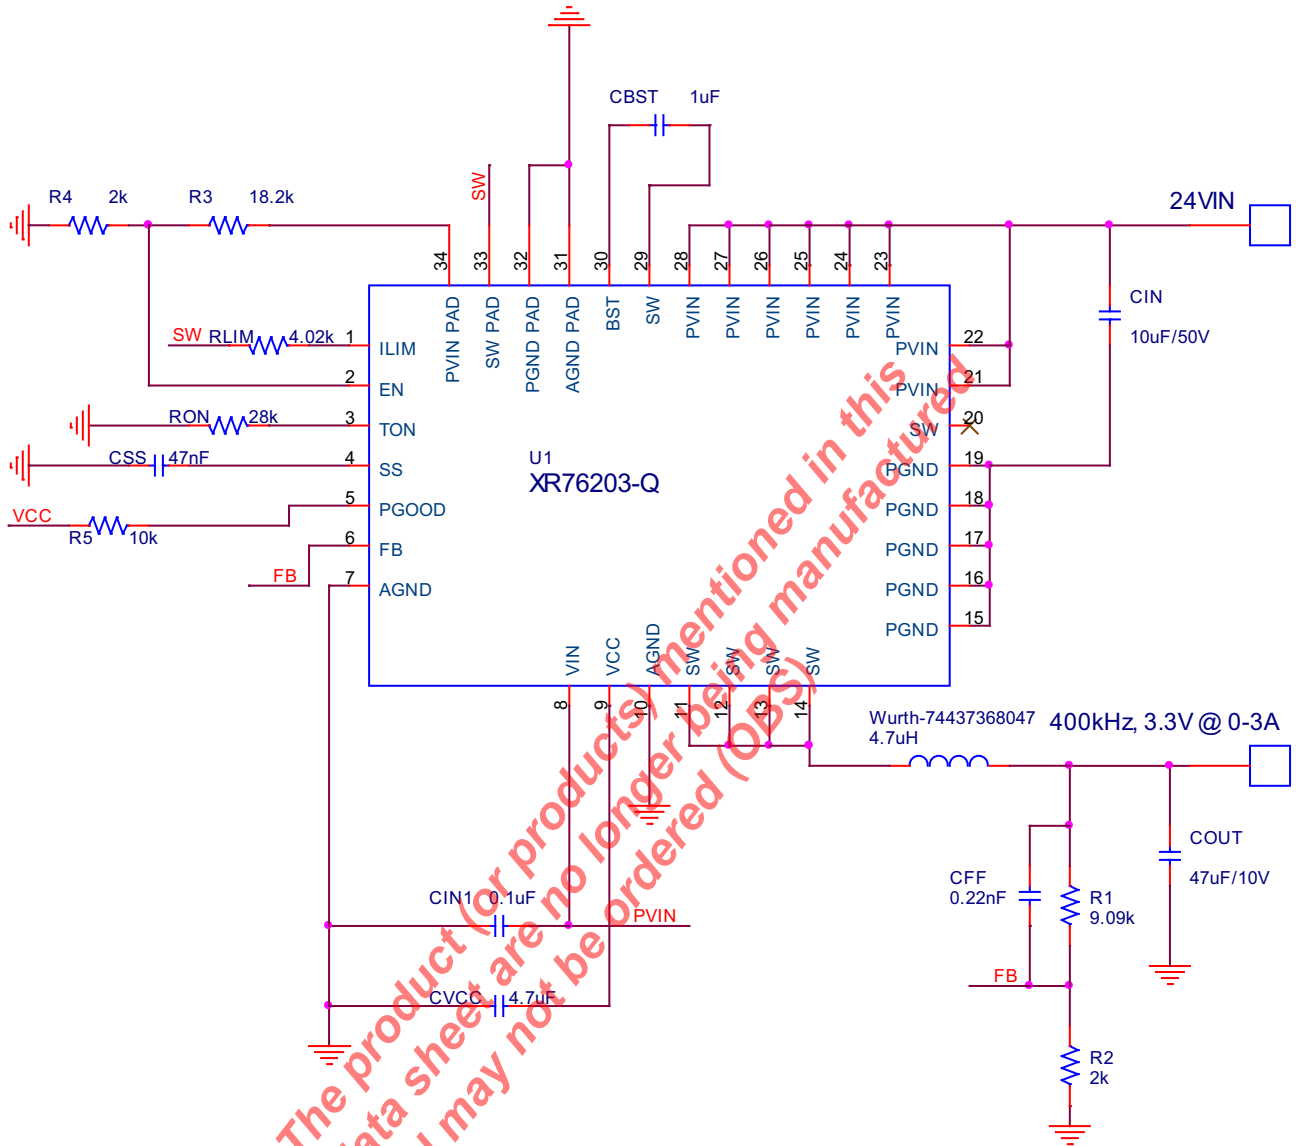 CBST 1uF
R4 2k R3 18.2k
SW
24VIN
34 33 32 31 30 29 28 27 26 25 24 23
PVIN PAD SW PAD PGND PAD AGND PAD BST SW PVIN PVIN PVIN PVIN PVIN PVIN
CIN
10uF/50V
SW RLIM 4.02k 1 ILIM
PVIN 22
2 EN
PVIN 21
RON 28k 3 TON
SW 20
CSS 47nF 4 SS
PGND 19
U1
XR76203-Q
VCC R5 10k 5 PGOOD
PGND 18
FB 6 FB
PGND 17
7 AGND
PGND 16
PGND 15
VIN VCC AGND SW SW SW SW
8 9 10 11 12 13 14
Wurth-74437368047
4.7uH
400kHz, 3.3V @ 0-3A
COUT
47uF/10V
CFF
0.22nF
R1
9.09k
CIN1 0.1uF
PVIN
FB
CVCC 4.7uF
R2
2k
The product (or products) mentioned in this
data sheet are no longer being manufactured
may not be ordered (OBS)